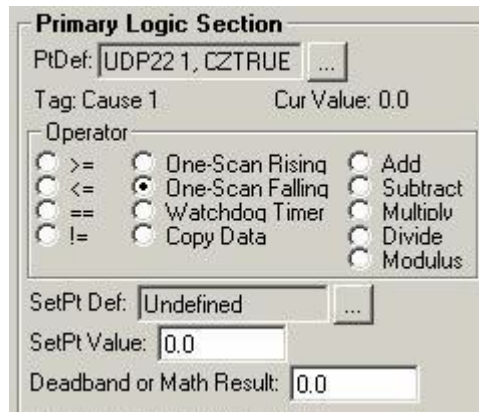 Primary Logic Section
PtDef: UDP22 1, CZTRUE ...
Tag: Cause 1 Cur Value: 0.0
Operator
>= One-Scan Rising Add
<= One-Scan Falling Subtract
== Watchdog Timer Multiply
!= Copy Data Divide
Modulus
SetPt Def: Undefined ...
SetPt Value: 0.0
Deadband or Math Result: 0.0